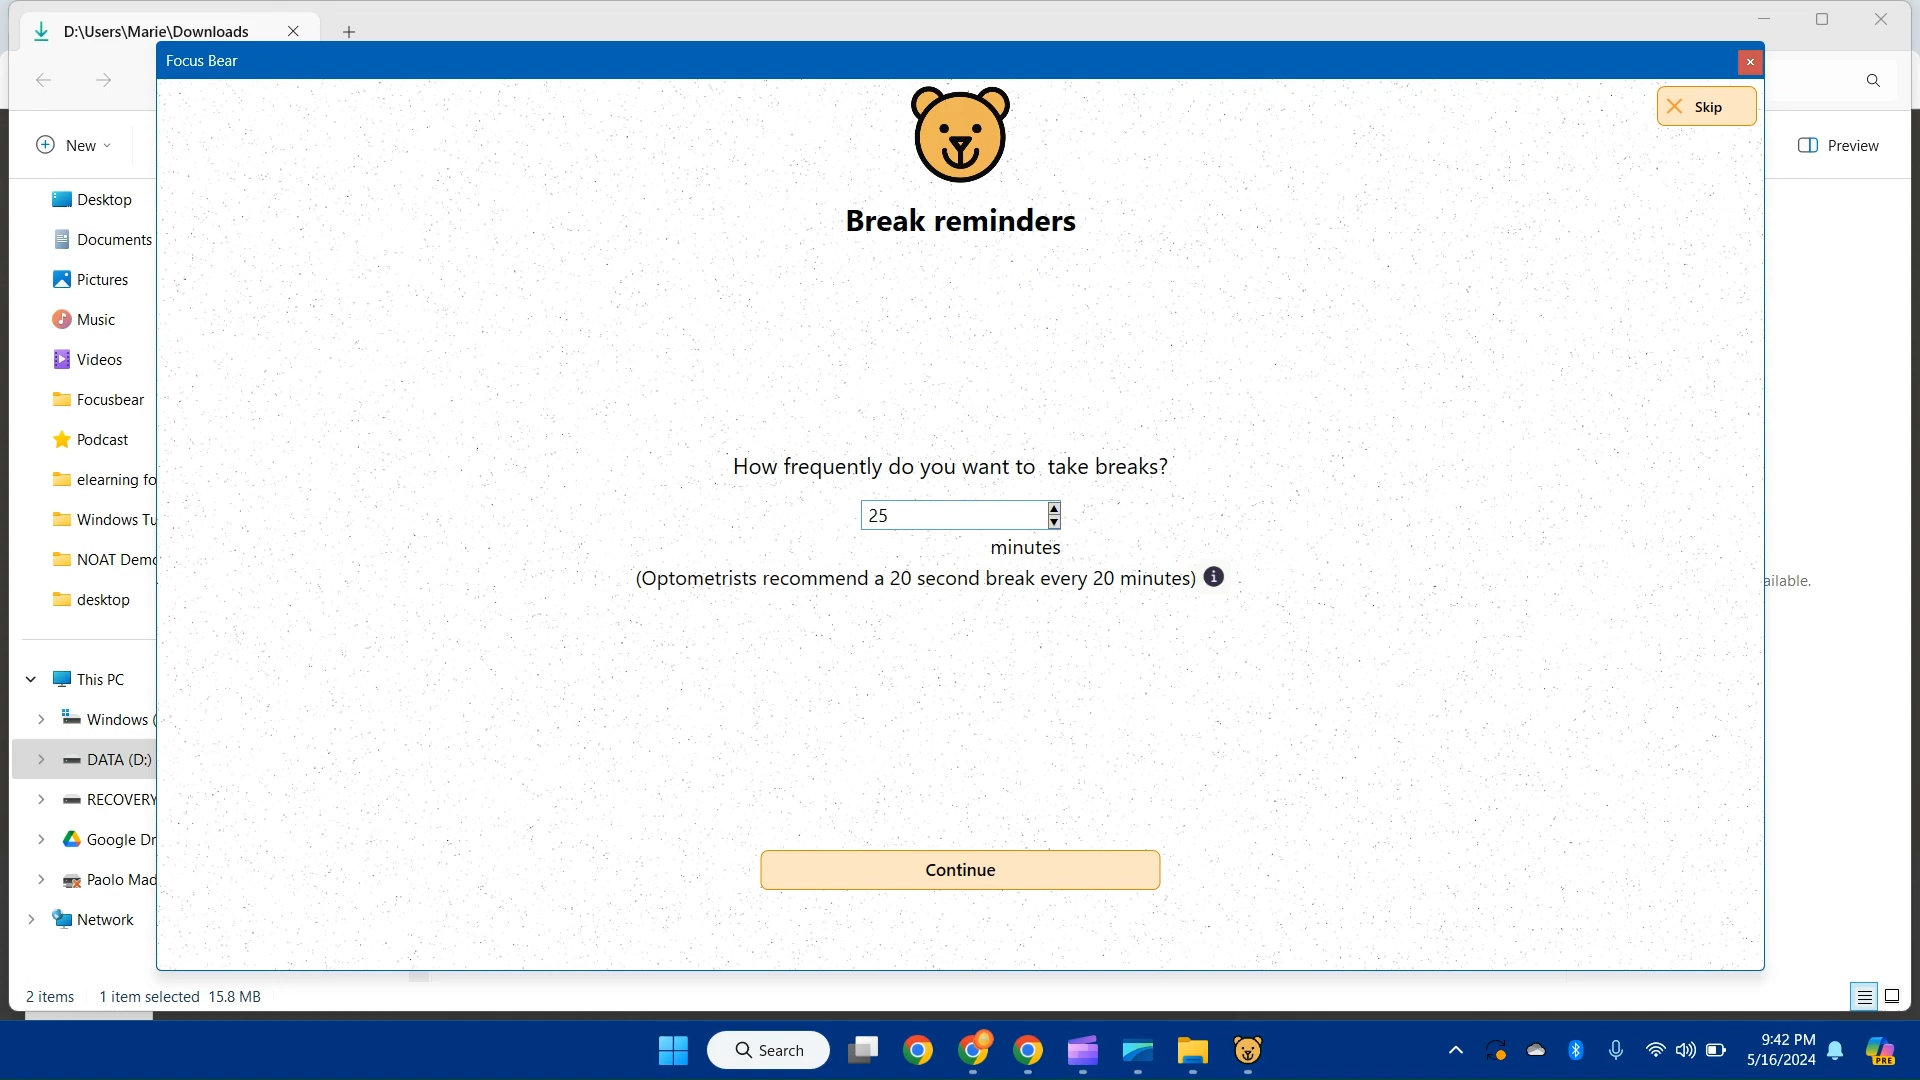 D:\Users\Marie\Downloads
Focus Bear
Skip
New
Preview
Desktop
Documents
Pictures
Music
Videos
Focusbear
Podcast
elearning fo
Windows Tu
NOAT Demo
desktop
This PC
Windows (
DATA (D:)
RECOVERY
Google Dr
Paolo Mad
Network
Break reminders
How frequently do you want to take breaks?
25
minutes
(Optometrists recommend a 20 second break every 20 minutes)
ailable.
Continue
2 items 1 item selected 15.8 MB
Search
9:42 PM
5/16/2024
PRE